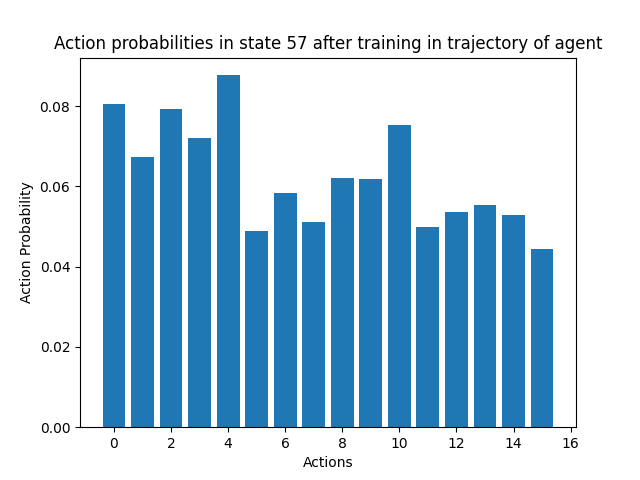 Action probabilities in state 57 after training in trajectory of agent
0.08
0.06
0.04
0.02
0.00
Action Probability
0 2 4 6 8 10 12 14 16
Actions